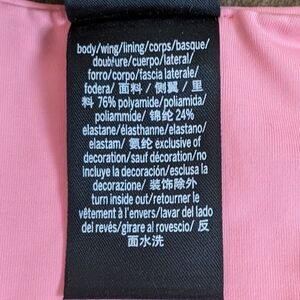 body/wing/lining/corps/basque/
doublure/cuerpo/lateral/
forro/corpo/fascia laterale/
fodera/ 面料 / 侧翼 / 里
料 76% polyamide/poliamida/
poliammide/ 锦纶 24%
elastane/élasthanne/elastano/
elastam/ 氨纶 exclusive of
decoration/sauf décoration/no
incluye la decoración/esclusa la
decorazione/ 装饰除外
turn inside out/retourner le
vêtement à l'envers/lavar del lado
del revés/girare al rovescio/ 反
面水洗